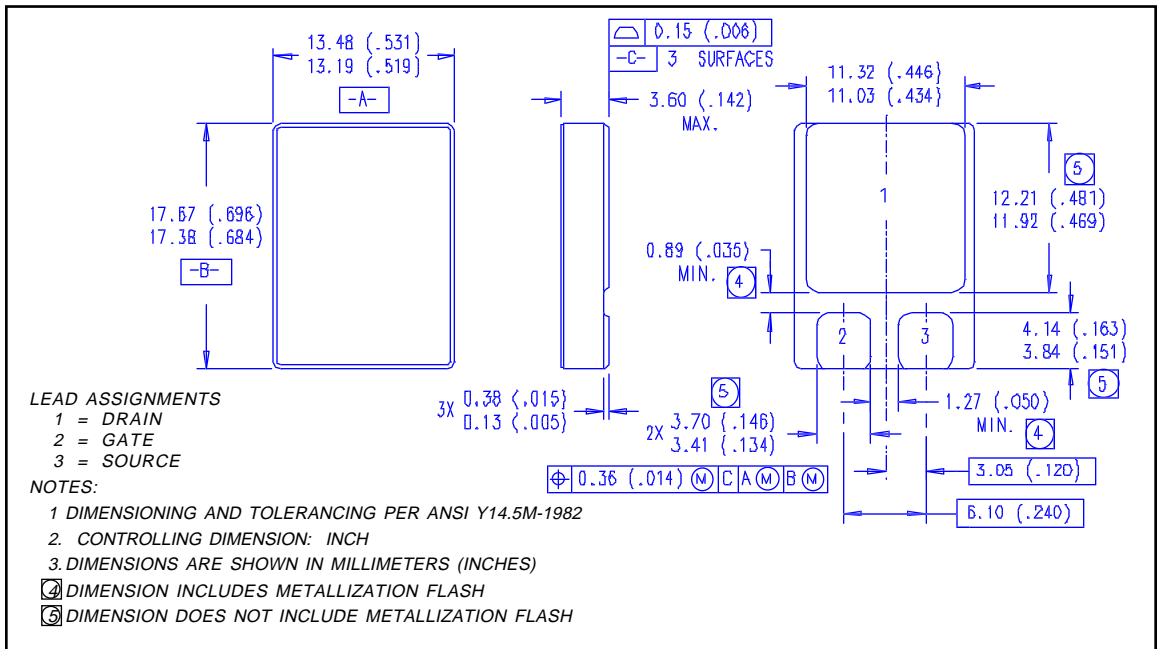 13.48 (.531)
13.19 (.519)
-A-
0.15 (.006)
-C- 3 SURFACES
3.60 (.142)
MAX.
11.32 (.446)
11.03 (.434)
17.67 (.696)
17.38 (.684)
-B-
0.89 (.035)
MIN. 4
1
5
12.21 (.481)
11.92 (.469)
2
3
4.14 (.163)
3.84 (.151)
5
3X 0.38 (.015)
0.13 (.005)
5
2X 3.70 (.146)
3.41 (.134)
1.27 (.050)
MIN. 4
⌖ 0.36 (.014) Ⓜ C A Ⓜ B Ⓜ
3.05 (.120)
6.10 (.240)
LEAD ASSIGNMENTS
1 = DRAIN
2 = GATE
3 = SOURCE
NOTES:
1 DIMENSIONING AND TOLERANCING PER ANSI Y14.5M-1982
2. CONTROLLING DIMENSION: INCH
3. DIMENSIONS ARE SHOWN IN MILLIMETERS (INCHES)
4 DIMENSION INCLUDES METALLIZATION FLASH
5 DIMENSION DOES NOT INCLUDE METALLIZATION FLASH